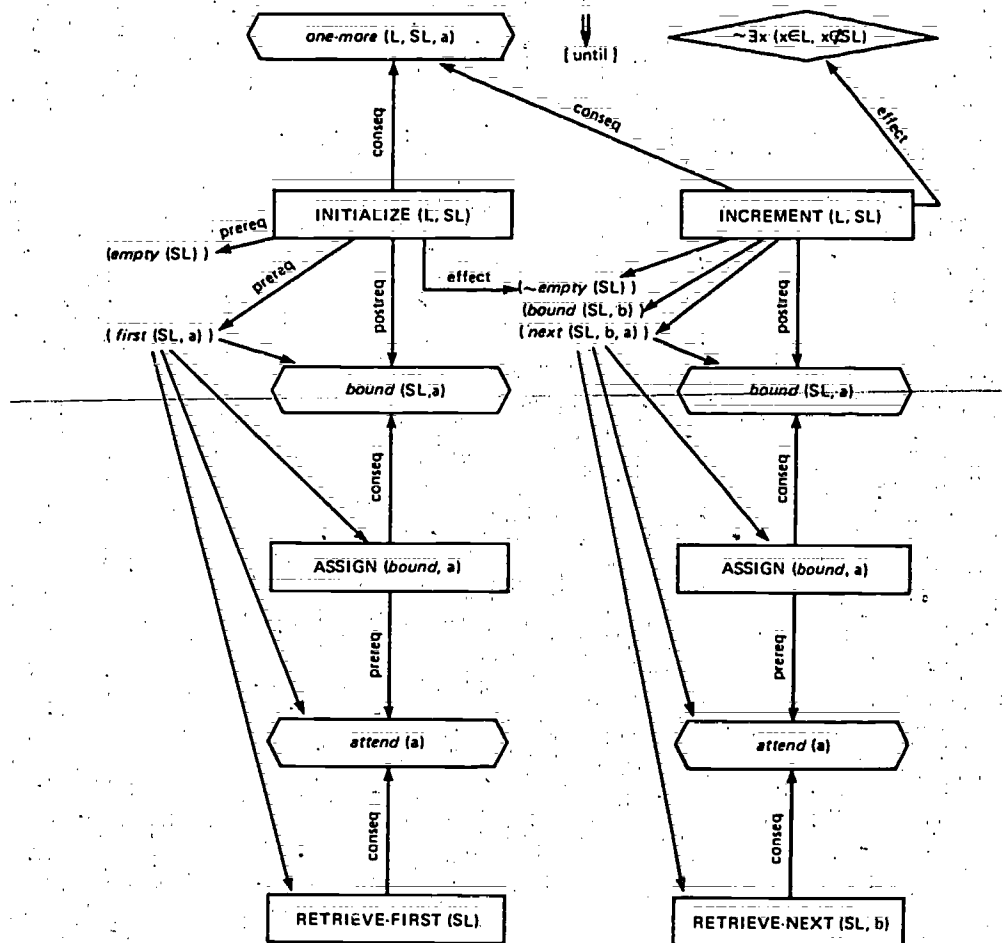 one-more (L, SL, a)
[until]
~∃x (x∈L, x∉SL)
conseq
conseq
effect
INITIALIZE (L, SL)
INCREMENT (L, SL)
prereq
(empty (SL))
prereq
postreq
effect
(~empty (SL))
(bound (SL, b))
(next (SL, b, a))
postreq
(first (SL, a))
bound (SL,a)
bound (SL, a)
conseq
conseq
ASSIGN (bound, a)
ASSIGN (bound, a)
prereq
prereq
attend (a)
attend (a)
conseq
conseq
RETRIEVE-FIRST (SL)
RETRIEVE-NEXT (SL, b)